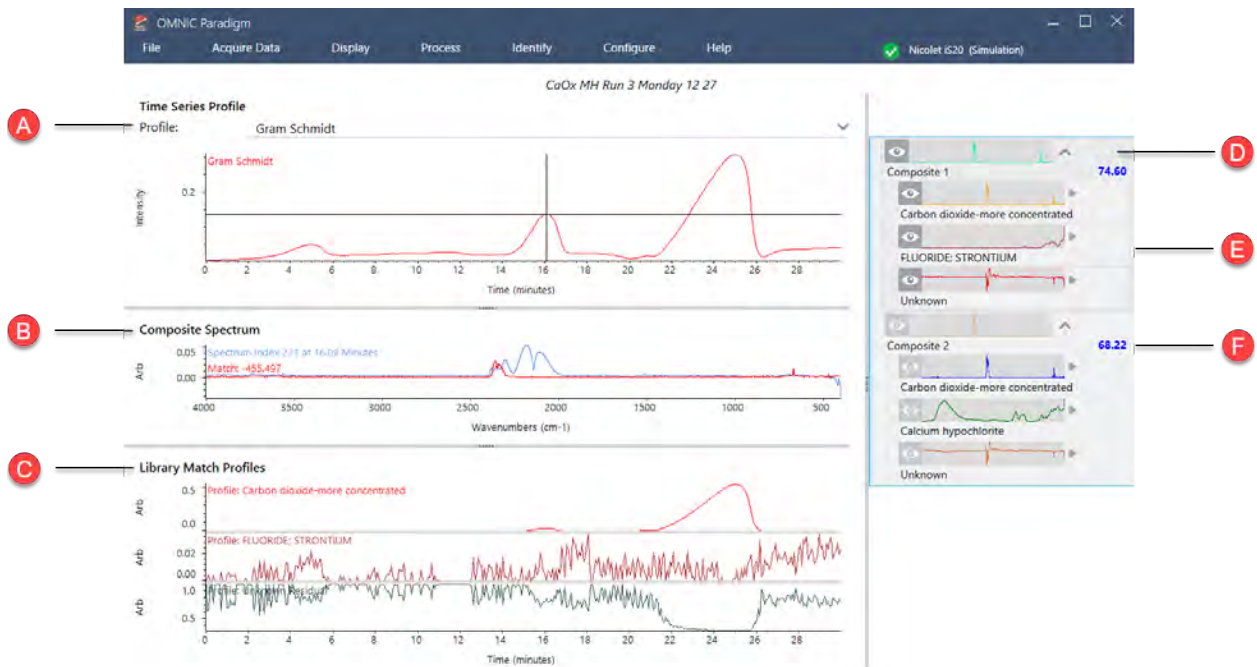 OMNIC Paradigm
File Acquire Data Display Process Identify Configure Help
Nicolet iS20 (Simulation)
CaOx MH Run 3 Monday 12 27
Time Series Profile
A
Profile: Gram Schmidt
Gram Schmidt
0.2
Intensity
0 2 4 6 8 10 12 14 16 18 20 22 24 26 28
Time (minutes)
B
Composite Spectrum
0.05
Spectrum Index 221 at 16.09 Minutes
Match: -455.497
Arb
0.00
4000 3500 3000 2500 2000 1500 1000 500
Wavenumbers (cm-1)
C
Library Match Profiles
0.5
Profile: Carbon dioxide-more concentrated
Arb
0.0
Profile: FLUORIDE; STRONTIUM
Arb
0.02
0.00
1.0
Profile: Unknown Residual
Arb
0.5
0 2 4 6 8 10 12 14 16 18 20 22 24 26 28
Time (minutes)
D
Composite 1
74.60
Carbon dioxide-more concentrated
E
FLUORIDE; STRONTIUM
Unknown
Composite 2
68.22
F
Carbon dioxide-more concentrated
Calcium hypochlorite
Unknown